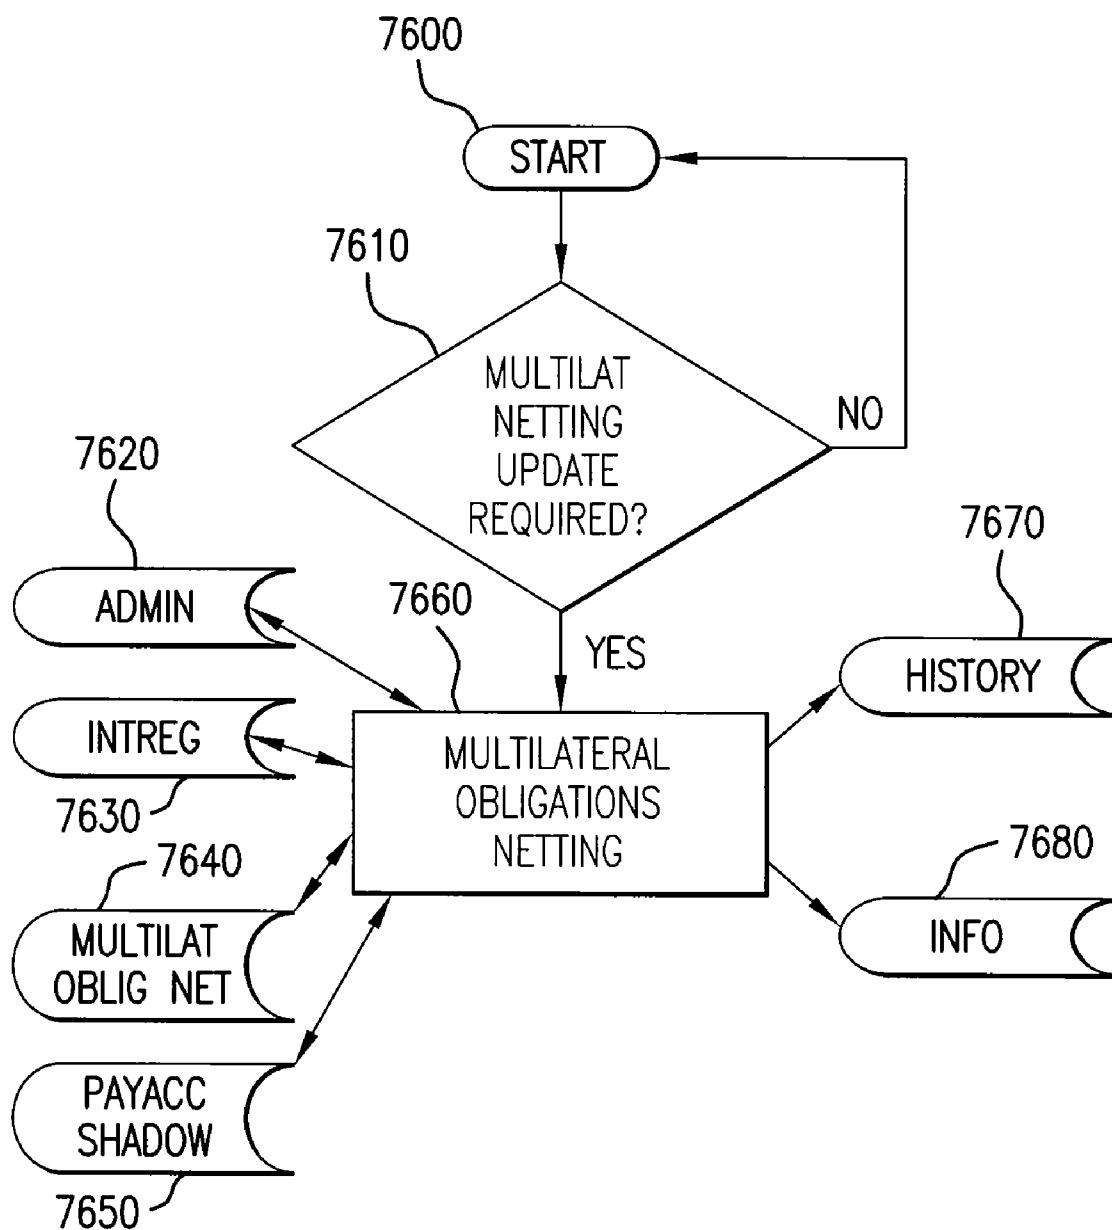 7600
START
7610
MULTILAT
NETTING
UPDATE
REQUIRED?
NO
7620
ADMIN
7660
YES
7670
HISTORY
INTREG
7630
MULTILATERAL
OBLIGATIONS
NETTING
7640
MULTILAT
OBLIG NET
7680
INFO
PAYACC
SHADOW
7650